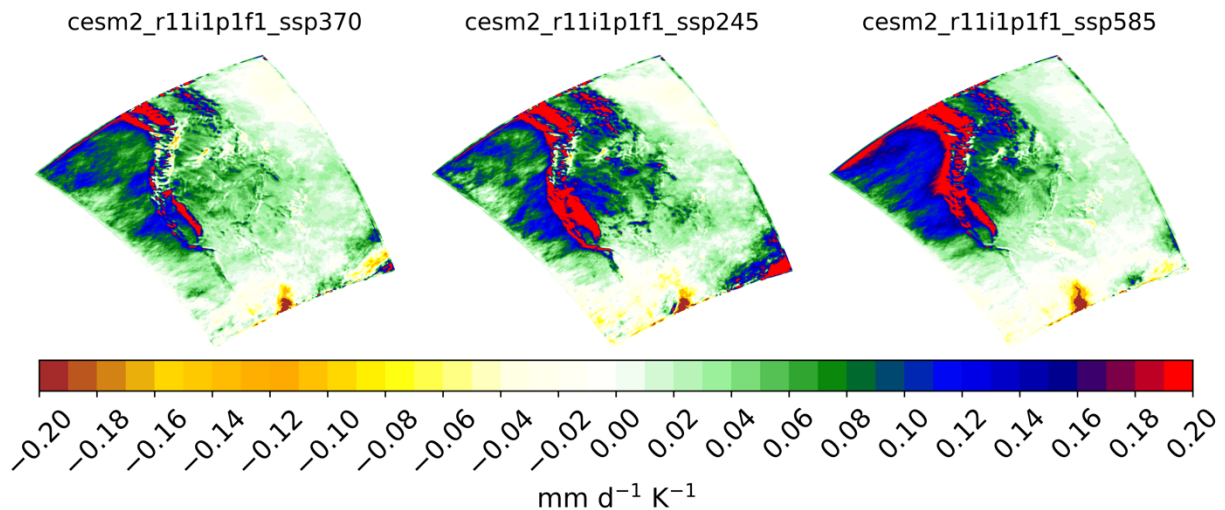 cesm2_r11i1p1f1_ssp370 cesm2_r11i1p1f1_ssp245 cesm2_r11i1p1f1_ssp585
−0.20 −0.18 −0.16 −0.14 −0.12 −0.10 −0.08 −0.06 −0.04 −0.02 0.00 0.02 0.04 0.06 0.08 0.10 0.12 0.14 0.16 0.18 0.20
mm d⁻¹ K⁻¹